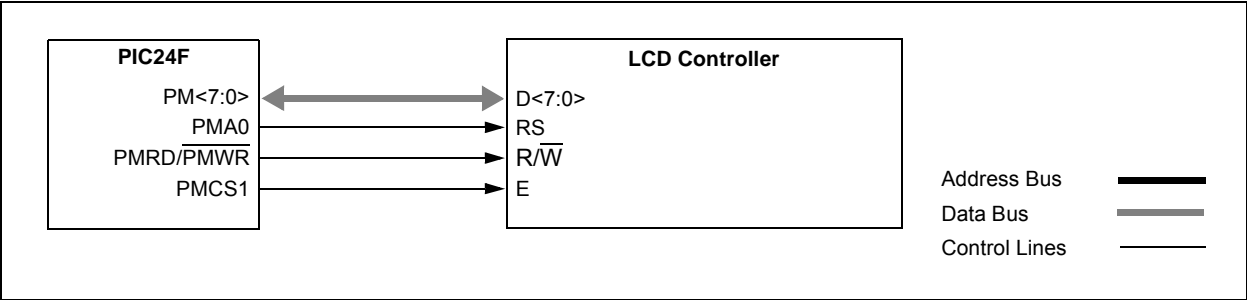 PIC24F
PM<7:0>
PMA0
PMRD/PMWR
PMCS1
LCD Controller
D<7:0>
RS
R/W
E
Address Bus
Data Bus
Control Lines